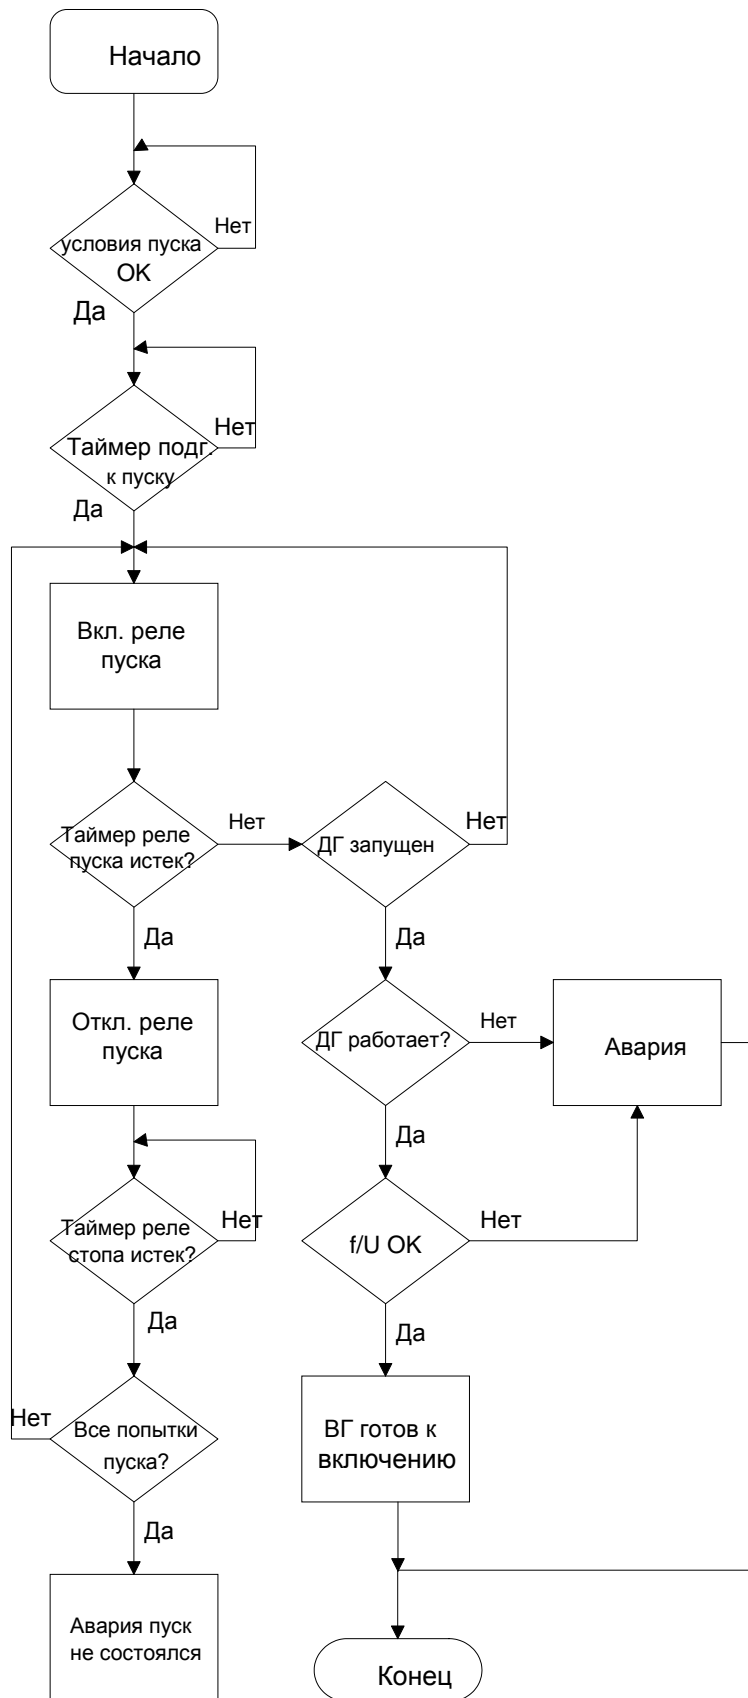 Начало
Нет
условия пуска
OK
Да
Нет
Таймер подг.
к пуску
Да
Вкл. реле
пуска
Таймер реле
пуска истек?
Нет
ДГ запущен
Нет
Да
Да
Откл. реле
пуска
ДГ работает?
Нет
Авария
Да
Таймер реле
стопа истек?
Нет
f/U OK
Нет
Да
Да
Нет
Все попытки
пуска?
ВГ готов к
включению
Да
Авария пуск
не состоялся
Конец